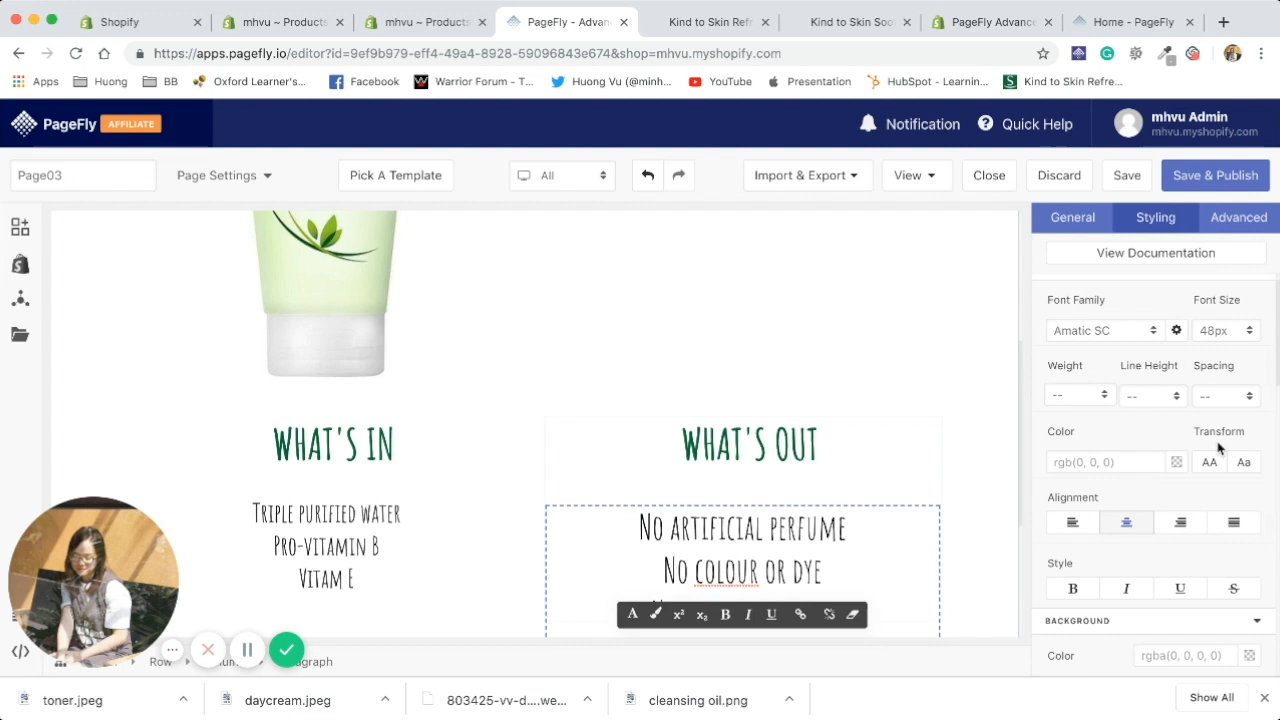 Shopify
mhvu ~ Products
mhvu ~ Products
PageFly - Advan
Kind to Skin Refr
Kind to Skin Soo
PageFly Advance
Home - PageFly
https://apps.pagefly.io/editor?id=9ef9b979-eff4-49a4-8928-59096843e674&shop=mhvu.myshopify.com
Apps
Huong
BB
Oxford Learner's...
Facebook
Warrior Forum - T...
Huong Vu (@minh...
YouTube
Presentation
HubSpot - Learnin...
Kind to Skin Refre...
PageFly AFFILIATE
Notification
Quick Help
mhvu Admin
mhvu.myshopify.com
Page03
Page Settings
Pick A Template
All
Import & Export
View
Close
Discard
Save
Save & Publish
General
Styling
Advanced
View Documentation
Font Family
Font Size
Amatic SC
48px
Weight
Line Height
Spacing
--
--
--
Color
Transform
rgb(0, 0, 0)
AA
Aa
Alignment
Style
B
I
U
S
BACKGROUND
Color
rgba(0, 0, 0, 0)
WHAT'S IN
TRIPLE PURIFIED WATER
PRO-VITAMIN B
VITAM E
WHAT'S OUT
NO ARTIFICIAL PERFUME
NO COLOUR OR DYE
A
x²
x₂
B
I
U
Row
ragraph
toner.jpeg
daycream.jpeg
803425-vv-d....we...
cleansing oil.png
Show All